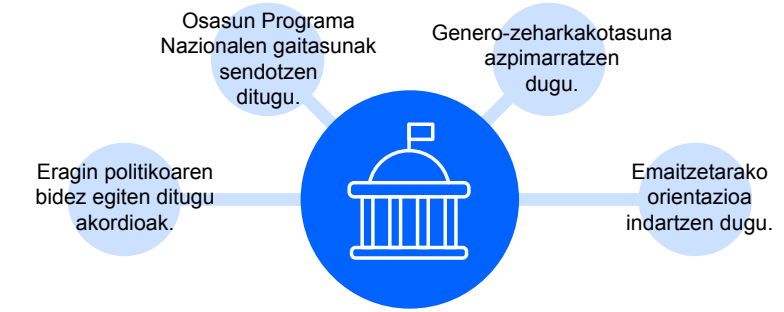 Osasun Programa
Nazionalen gaitasunak
sendotzen
ditugu.
Genero-zeharkakotasuna
azpimarratzen
dugu.
Eragin politikoaren
bidez egiten ditugu
akordioak.
Emaitzetarako
orientazioa
indartzen dugu.